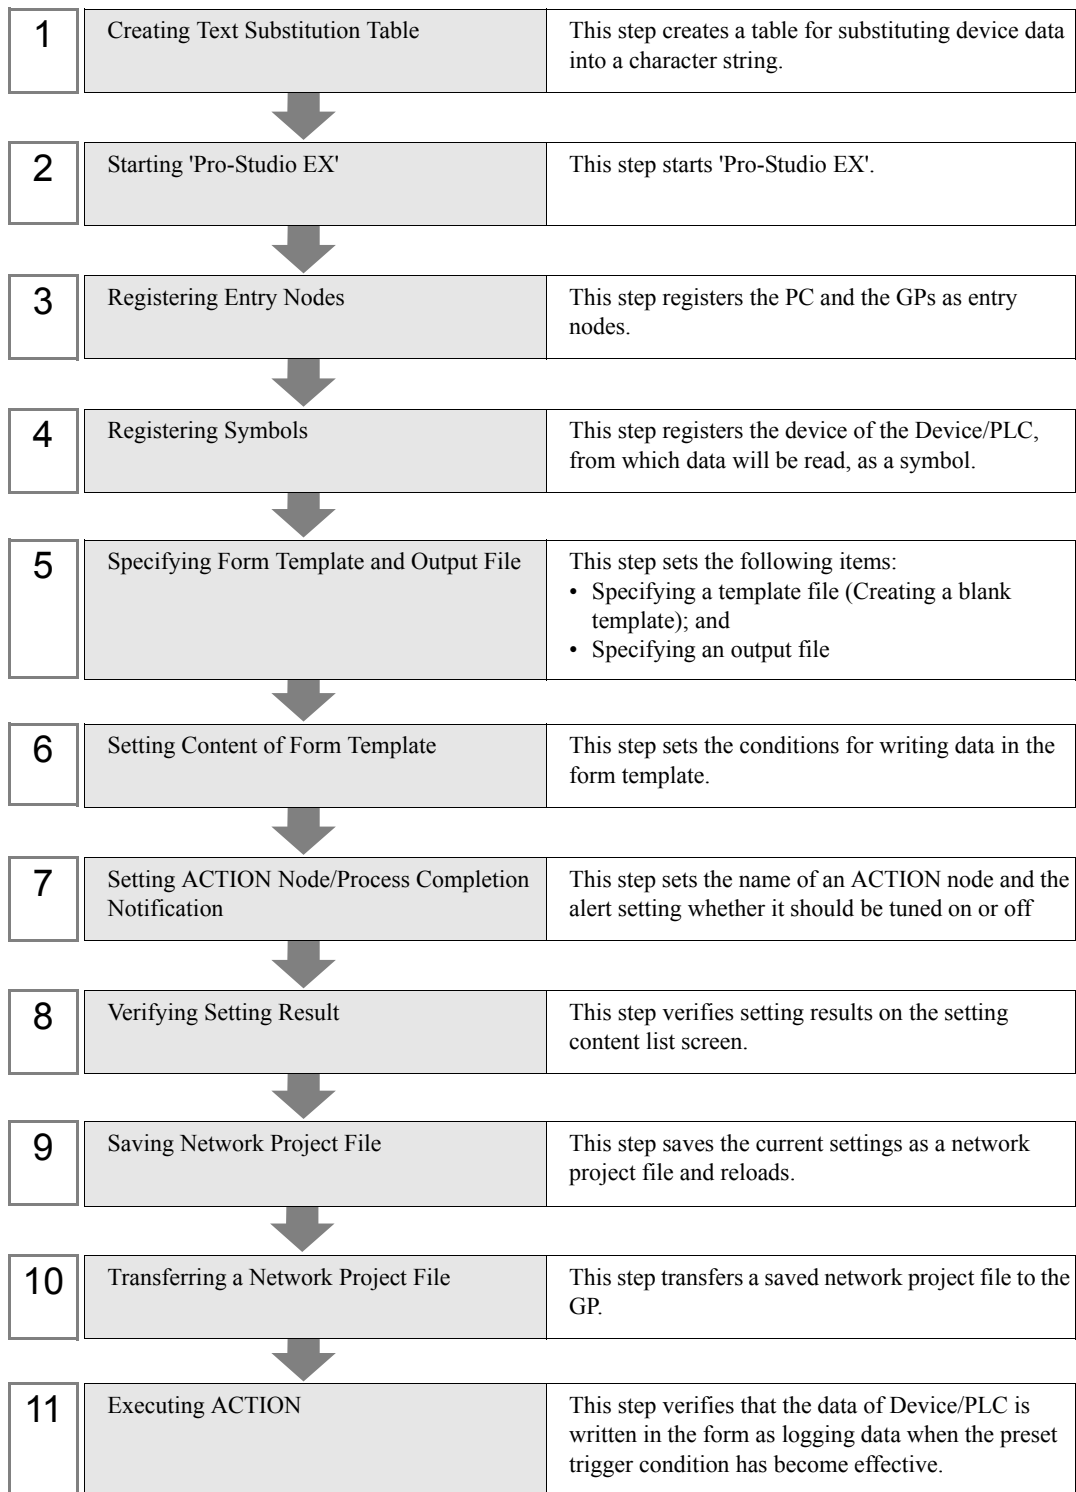 1
Creating Text Substitution Table
This step creates a table for substituting device data
into a character string.
2
Starting 'Pro-Studio EX'
This step starts 'Pro-Studio EX'.
3
Registering Entry Nodes
This step registers the PC and the GPs as entry
nodes.
4
Registering Symbols
This step registers the device of the Device/PLC,
from which data will be read, as a symbol.
5
Specifying Form Template and Output File
This step sets the following items:
• Specifying a template file (Creating a blank
template); and
• Specifying an output file
6
Setting Content of Form Template
This step sets the conditions for writing data in the
form template.
7
Setting ACTION Node/Process Completion
Notification
This step sets the name of an ACTION node and the
alert setting whether it should be tuned on or off
8
Verifying Setting Result
This step verifies setting results on the setting
content list screen.
9
Saving Network Project File
This step saves the current settings as a network
project file and reloads.
10
Transferring a Network Project File
This step transfers a saved network project file to the
GP.
11
Executing ACTION
This step verifies that the data of Device/PLC is
written in the form as logging data when the preset
trigger condition has become effective.